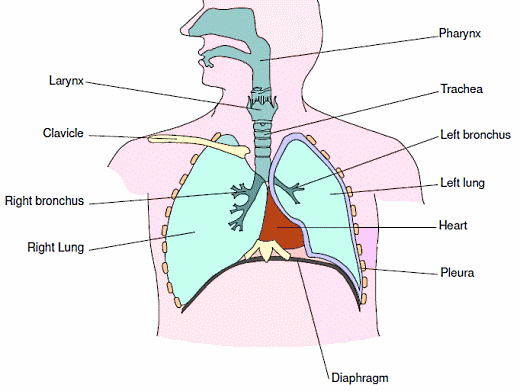 Pharynx
Larynx
Trachea
Clavicle
Left bronchus
Left lung
Right bronchus
Heart
Right Lung
Pleura
Diaphragm